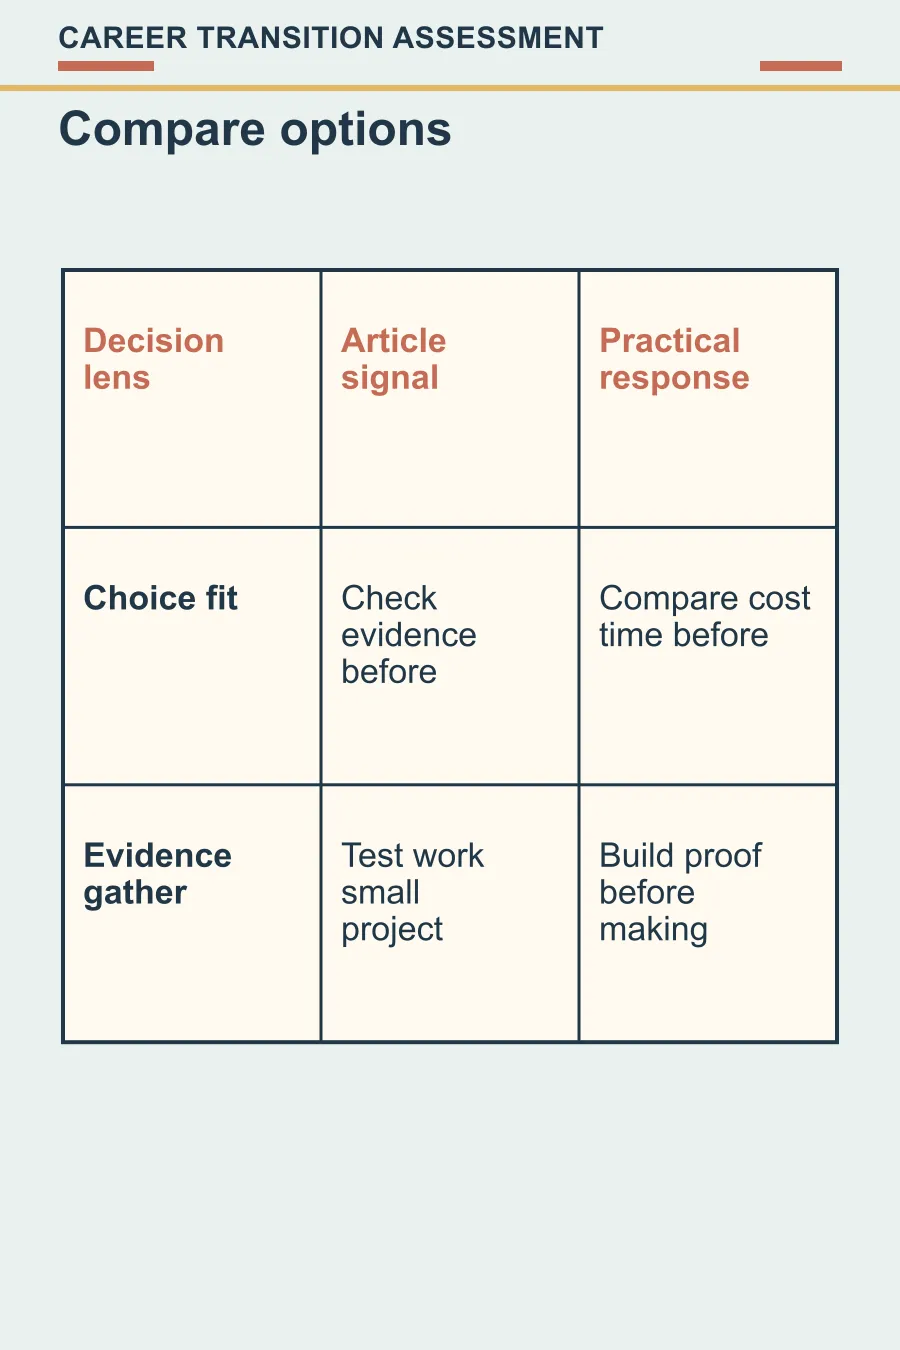 CAREER TRANSITION ASSESSMENT
Compare options
Decision
lens
Article
signal
Practical
response
Choice fit
Check
evidence
before
Compare cost
time before
Evidence
gather
Test work
small
project
Build proof
before
making